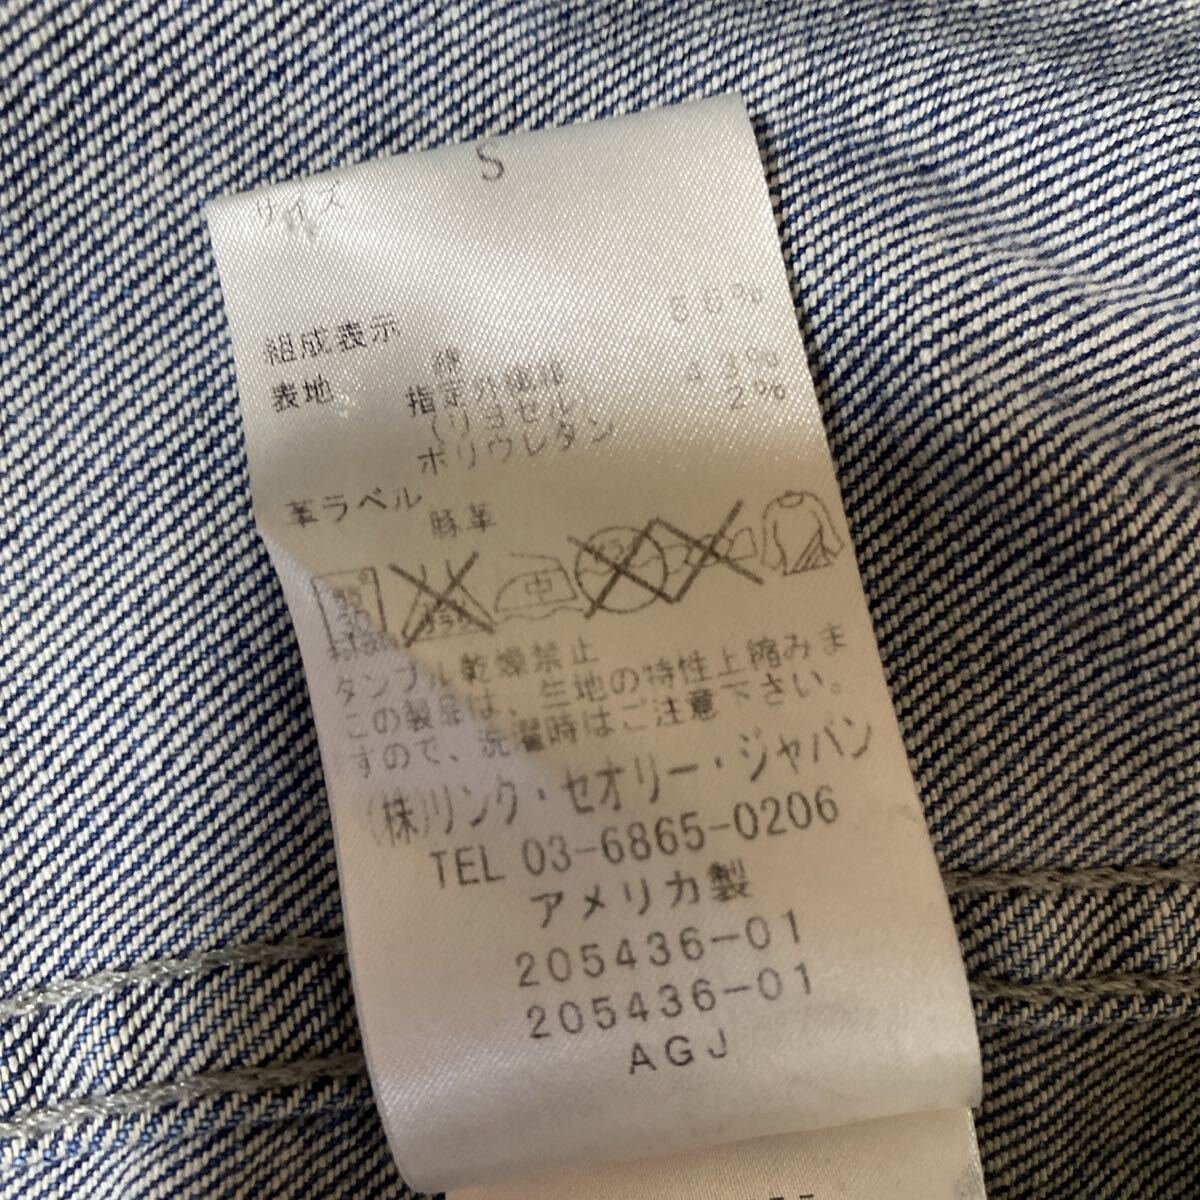 サイズ S
組成表示
表地 綿
指定外繊維
(リヨセル)
ポリウレタン 2%
革ラベル 豚革
中
タンブル乾燥禁止
この製品は、生地の特性上縮みま
すので、洗濯時はご注意下さい。
(株)リンク・セオリー・ジャパン
TEL 03-6865-0206
アメリカ製
205436-01
205436-01
AGJ